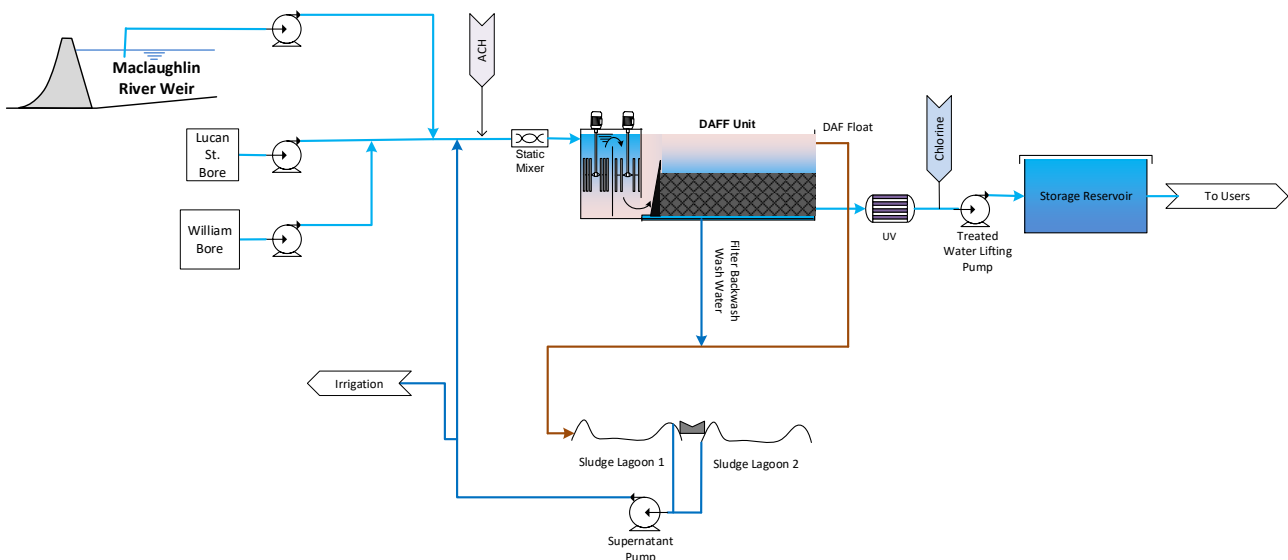 Maclaughlin
River Weir
ACH
Lucan
St.
Bore
William
Bore
Static
Mixer
DAFF Unit
DAF Float
Chlorine
UV
Treated
Water Lifting
Pump
Storage Reservoir
To Users
Filter Backwash
Wash Water
Irrigation
Sludge Lagoon 1
Sludge Lagoon 2
Supernatant
Pump